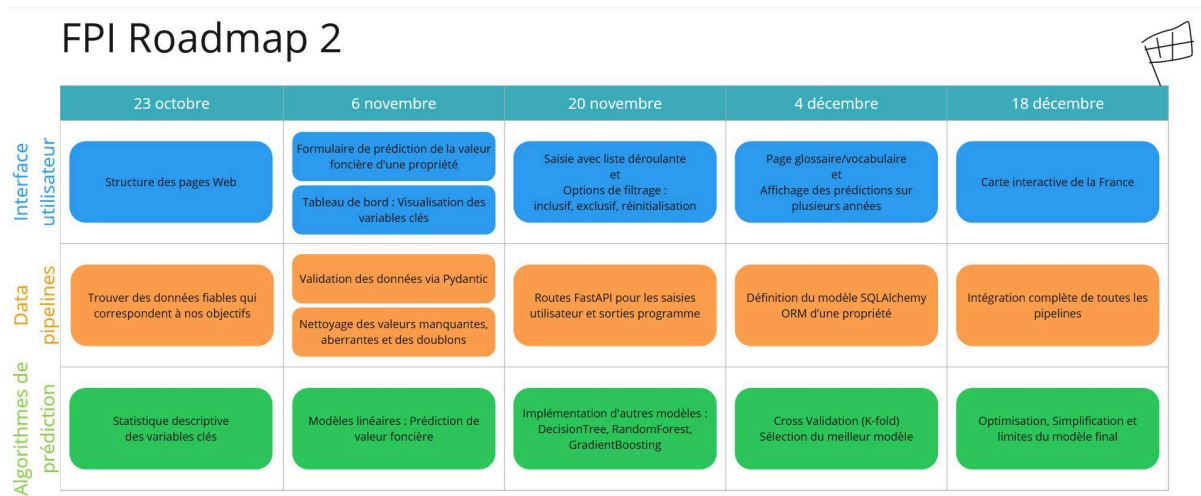 FPI Roadmap 2
23 octobre
6 novembre
20 novembre
4 décembre
18 décembre
Interface
utilisateur
Structure des pages Web
Formulaire de prédiction de la valeur
foncière d'une propriété
Tableau de bord : Visualisation des
variables clés
Saisie avec liste déroulante
et
Options de filtrage :
inclusif, exclusif, réinitialisation
Page glossaire/vocabulaire
et
Affichage des prédictions sur
plusieurs années
Carte interactive de la France
Data
pipelines
Trouver des données fiables qui
correspondent à nos objectifs
Validation des données via Pydantic
Nettoyage des valeurs manquantes,
aberrantes et des doublons
Routes FastAPI pour les saisies
utilisateur et sorties programme
Définition du modèle SQLAlchemy
ORM d'une propriété
Intégration complète de toutes les
pipelines
Algorithmes de
prédiction
Statistique descriptive
des variables clés
Modèles linéaires : Prédiction de
valeur foncière
Implémentation d'autres modèles :
DecisionTree, RandomForest,
GradientBoosting
Cross Validation (K-fold)
Sélection du meilleur modèle
Optimisation, Simplification et
limites du modèle final